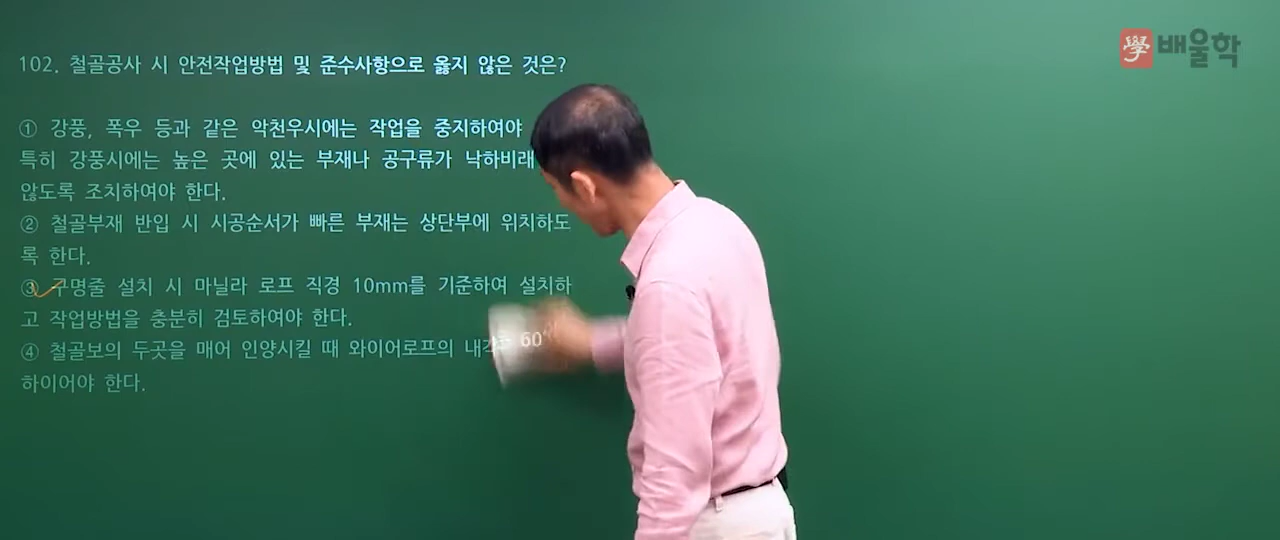 學 배울학
102. 철골공사 시 안전작업방법 및 준수사항으로 옳지 않은 것은?
① 강풍, 폭우 등과 같은 악천우시에는 작업을 중지하여야
특히 강풍시에는 높은 곳에 있는 부재나 공구류가 낙하비래
않도록 조치하여야 한다.
② 철골부재 반입 시 시공순서가 빠른 부재는 상단부에 위치하도
록 한다.
③ 구명줄 설치 시 마닐라 로프 직경 10mm를 기준하여 설치하
고 작업방법을 충분히 검토하여야 한다.
④ 철골보의 두곳을 매어 인양시킬 때 와이어로프의 내각은 60°
하이어야 한다.